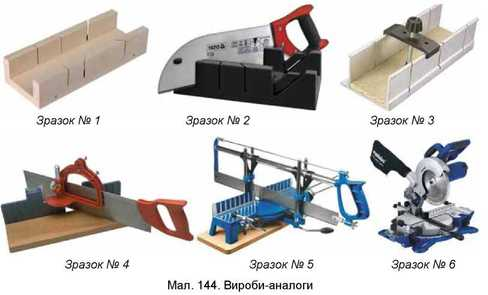 YATO
Зразок № 1
Зразок № 2
Зразок № 3
Зразок № 4
Зразок № 5
Зразок № 6
Мал. 144. Вироби-аналоги